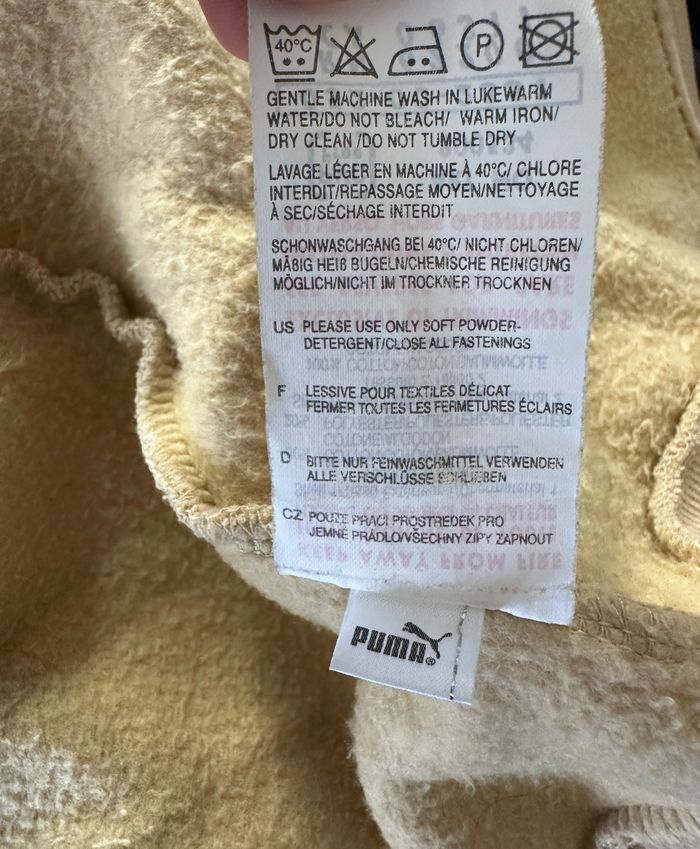 40°C P
GENTLE MACHINE WASH IN LUKEWARM
WATER/DO NOT BLEACH/ WARM IRON/
DRY CLEAN /DO NOT TUMBLE DRY
LAVAGE LÉGER EN MACHINE À 40°C/ CHLORE
INTERDIT/REPASSAGE MOYEN/NETTOYAGE
À SEC/SÉCHAGE INTERDIT
SCHONWASCHGANG BEI 40°C/ NICHT CHLOREN/
MÄßIG HEIß BUGELN/CHEMISCHE REINIGUNG
MÖGLICH/NICHT IM TROCKNER TROCKNEN
US PLEASE USE ONLY SOFT POWDER-
DETERGENT/CLOSE ALL FASTENINGS
F LESSIVE POUR TEXTILES DÉLICAT
FERMER TOUTES LES FERMETURES ÉCLAIRS
D BITTE NUR FEINWASCHMITTEL VERWENDEN
ALLE VERSCHLÜSSE SCHLIEßEN
CZ POUZE PRACÍ PROSTREDEK PRO
JEMNÉ PRÁDLO/VŠECHNY ZIPY ZAPNOUT
KEEP AWAY FROM FIRE
PUMA®